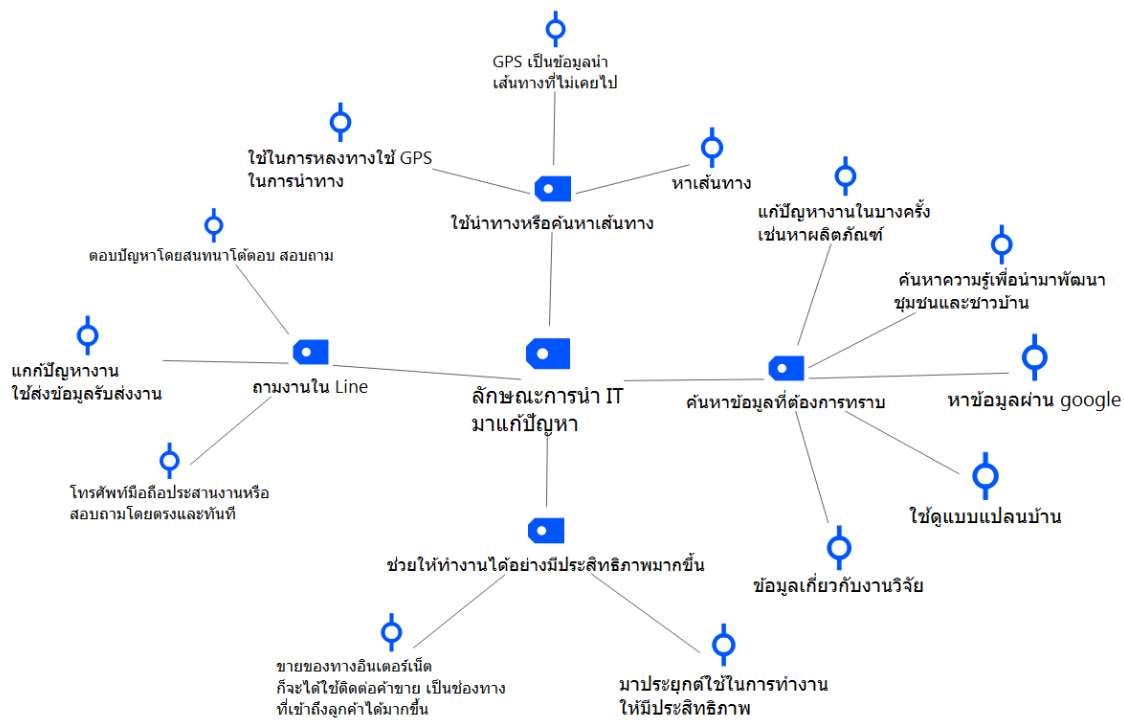 GPS เป็นข้อมูลนำ
เส้นทางที่ไม่เคยไป
ใช้ในการหลงทางใช้ GPS
ในการนำทาง
หาเส้นทาง
ใช้นำทางหรือค้นหาเส้นทาง
แก้ปัญหางานในบางครั้ง
เช่นหาผลิตภัณฑ์
ตอบปัญหาโดยสนทนาโต้ตอบ สอบถาม
ค้นหาความรู้เพื่อนำมาพัฒนา
ชุมชนและชาวบ้าน
แกก้ปัญหางาน
ใช้ส่งข้อมูลรับส่งงาน
ถามงานใน Line
ลักษณะการนำ IT
มาแก้ปัญหา
ค้นหาข้อมูลที่ต้องการทราบ
หาข้อมูลผ่าน google
โทรศัพท์มือถือประสานงานหรือ
สอบถามโดยตรงและทันที
ใช้ดูแบบแปลนบ้าน
ช่วยให้ทำงานได้อย่างมีประสิทธิภาพมากขึ้น
ข้อมูลเกี่ยวกับงานวิจัย
ขายของทางอินเตอร์เน็ต
ก็จะได้ใช้ติดต่อค้าขาย เป็นช่องทาง
ที่เข้าถึงลูกค้าได้มากขึ้น
มาประยุกต์ใช้ในการทำงาน
ให้มีประสิทธิภาพ